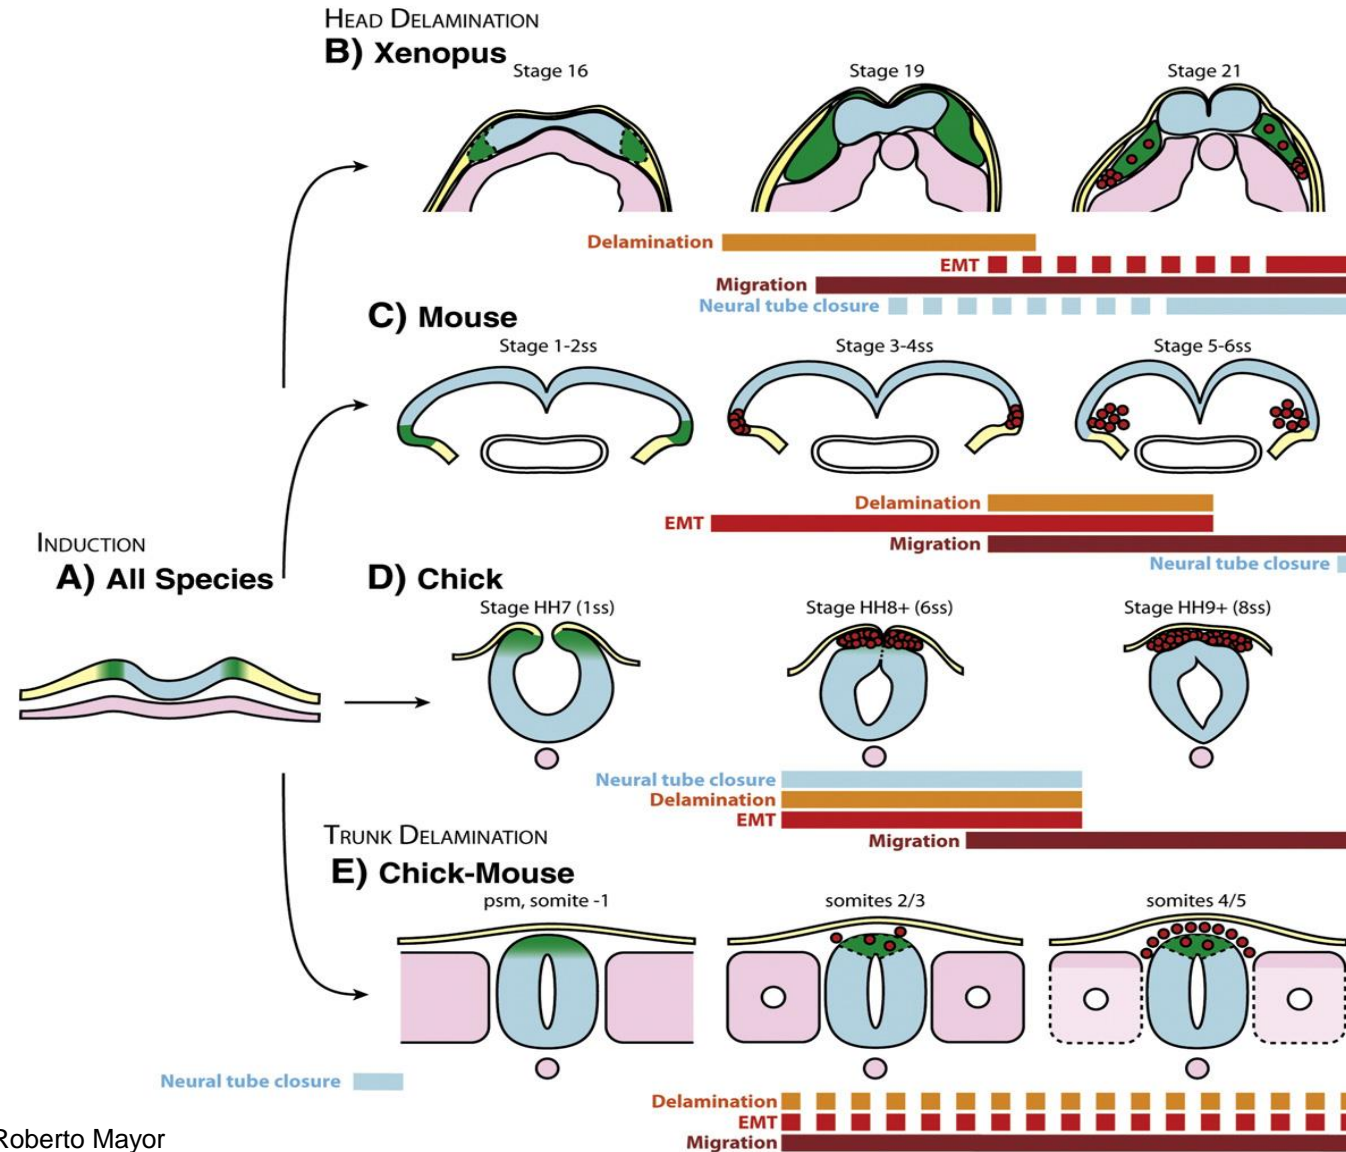 HEAD DELAMINATION
B) Xenopus
Stage 16
Stage 19
Stage 21
Delamination
EMT
Migration
Neural tube closure
C) Mouse
Stage 1-2ss
Stage 3-4ss
Stage 5-6ss
Delamination
EMT
Migration
Neural tube closure
INDUCTION
A) All Species
D) Chick
Stage HH7 (1ss)
Stage HH8+ (6ss)
Stage HH9+ (8ss)
Neural tube closure
Delamination
EMT
Migration
TRUNK DELAMINATION
E) Chick-Mouse
psm, somite -1
somites 2/3
somites 4/5
Neural tube closure
Delamination
EMT
Migration
Roberto Mayor